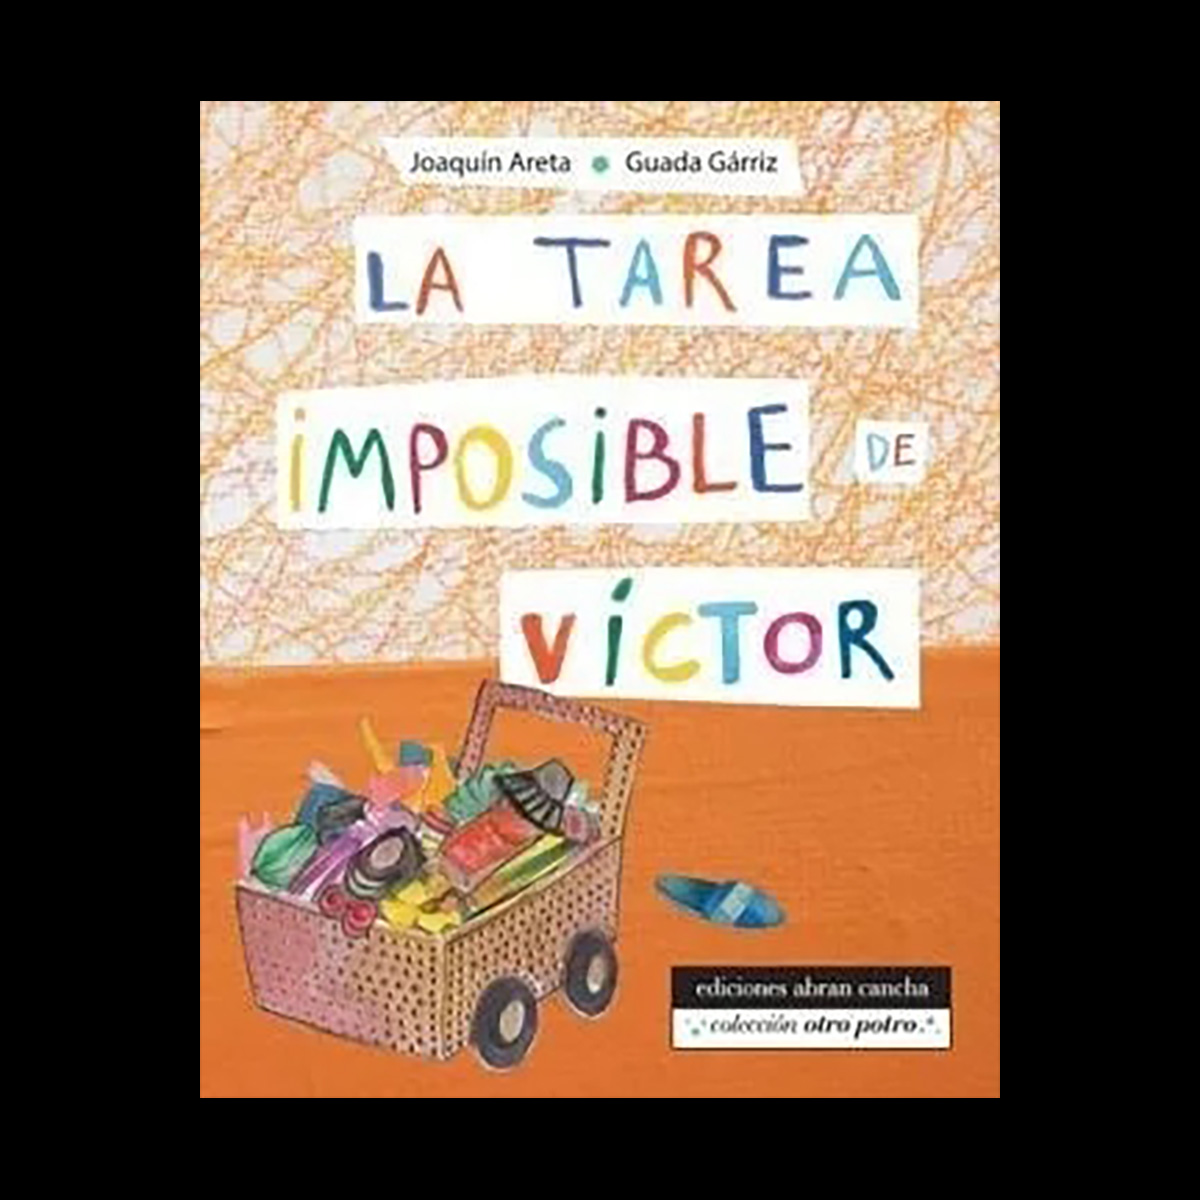 Joaquín Areta • Guada Gárriz
LA TAREA
iMPOSiBLE DE
VÍCTOR
ediciones abran cancha
colección otro potro